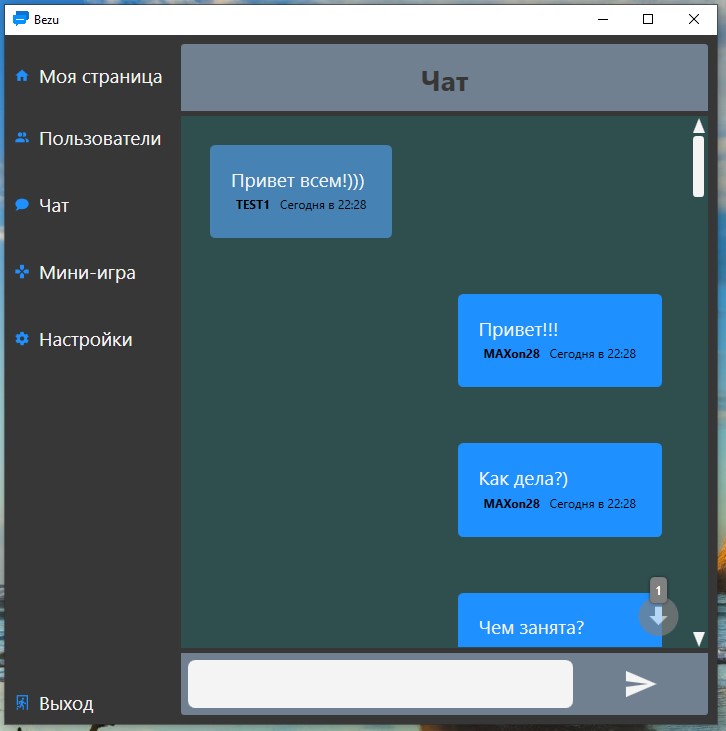 Bezu
Моя страница
Пользователи
Чат
Мини-игра
Настройки
Выход
Чат
Привет всем!)))
TEST1 Сегодня в 22:28
Привет!!!
MAXon28 Сегодня в 22:28
Как дела?)
MAXon28 Сегодня в 22:28
Чем занята?
1